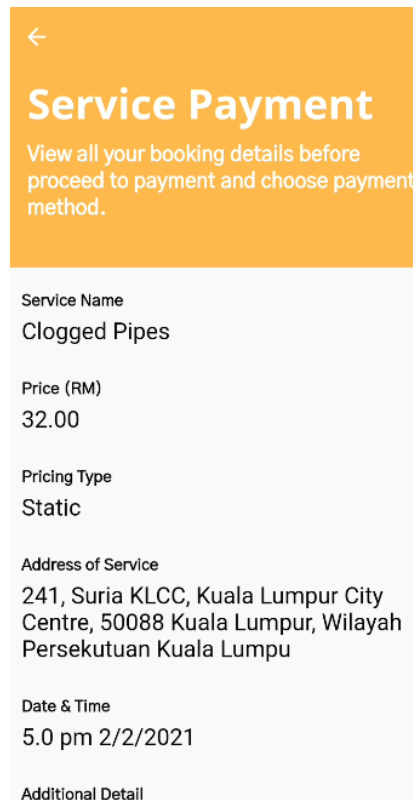 Service Payment
View all your booking details before
proceed to payment and choose payment
method.
Service Name
Clogged Pipes
Price (RM)
32.00
Pricing Type
Static
Address of Service
241, Suria KLCC, Kuala Lumpur City
Centre, 50088 Kuala Lumpur, Wilayah
Persekutuan Kuala Lumpu
Date & Time
5.0 pm 2/2/2021
Additional Detail